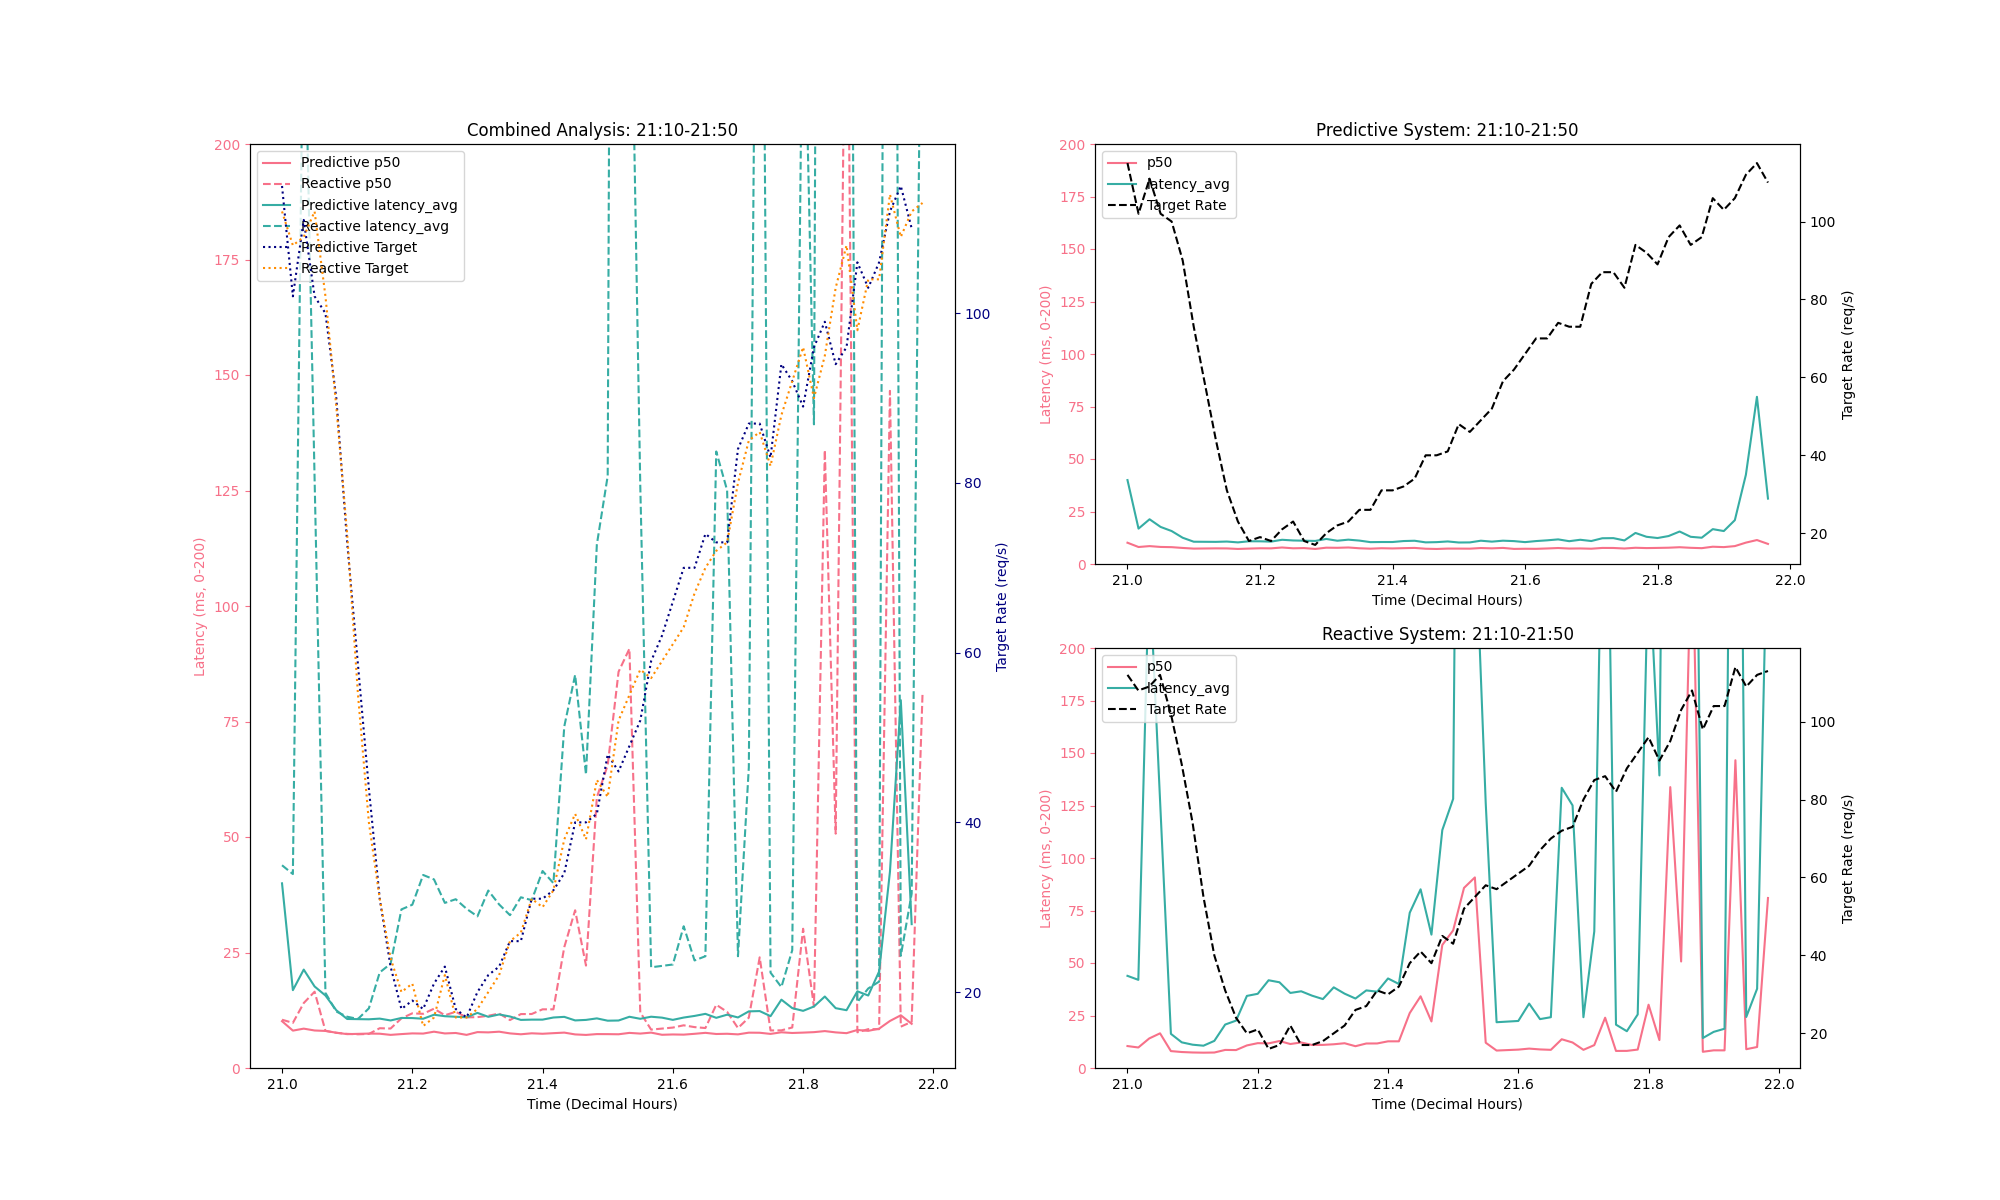 Combined Analysis: 21:10-21:50
200
175
150
125
100
75
50
25
0
Latency (ms, 0-200)
Predictive p50
Reactive p50
Predictive latency_avg
Reactive latency_avg
Predictive Target
Reactive Target
100
80
60
40
20
Target Rate (req/s)
21.0 21.2 21.4 21.6 21.8 22.0
Time (Decimal Hours)
Predictive System: 21:10-21:50
200
175
150
125
100
75
50
25
0
Latency (ms, 0-200)
p50
latency_avg
Target Rate
100
80
60
40
20
Target Rate (req/s)
21.0 21.2 21.4 21.6 21.8 22.0
Time (Decimal Hours)
Reactive System: 21:10-21:50
200
175
150
125
100
75
50
25
0
Latency (ms, 0-200)
p50
latency_avg
Target Rate
100
80
60
40
20
Target Rate (req/s)
21.0 21.2 21.4 21.6 21.8 22.0
Time (Decimal Hours)